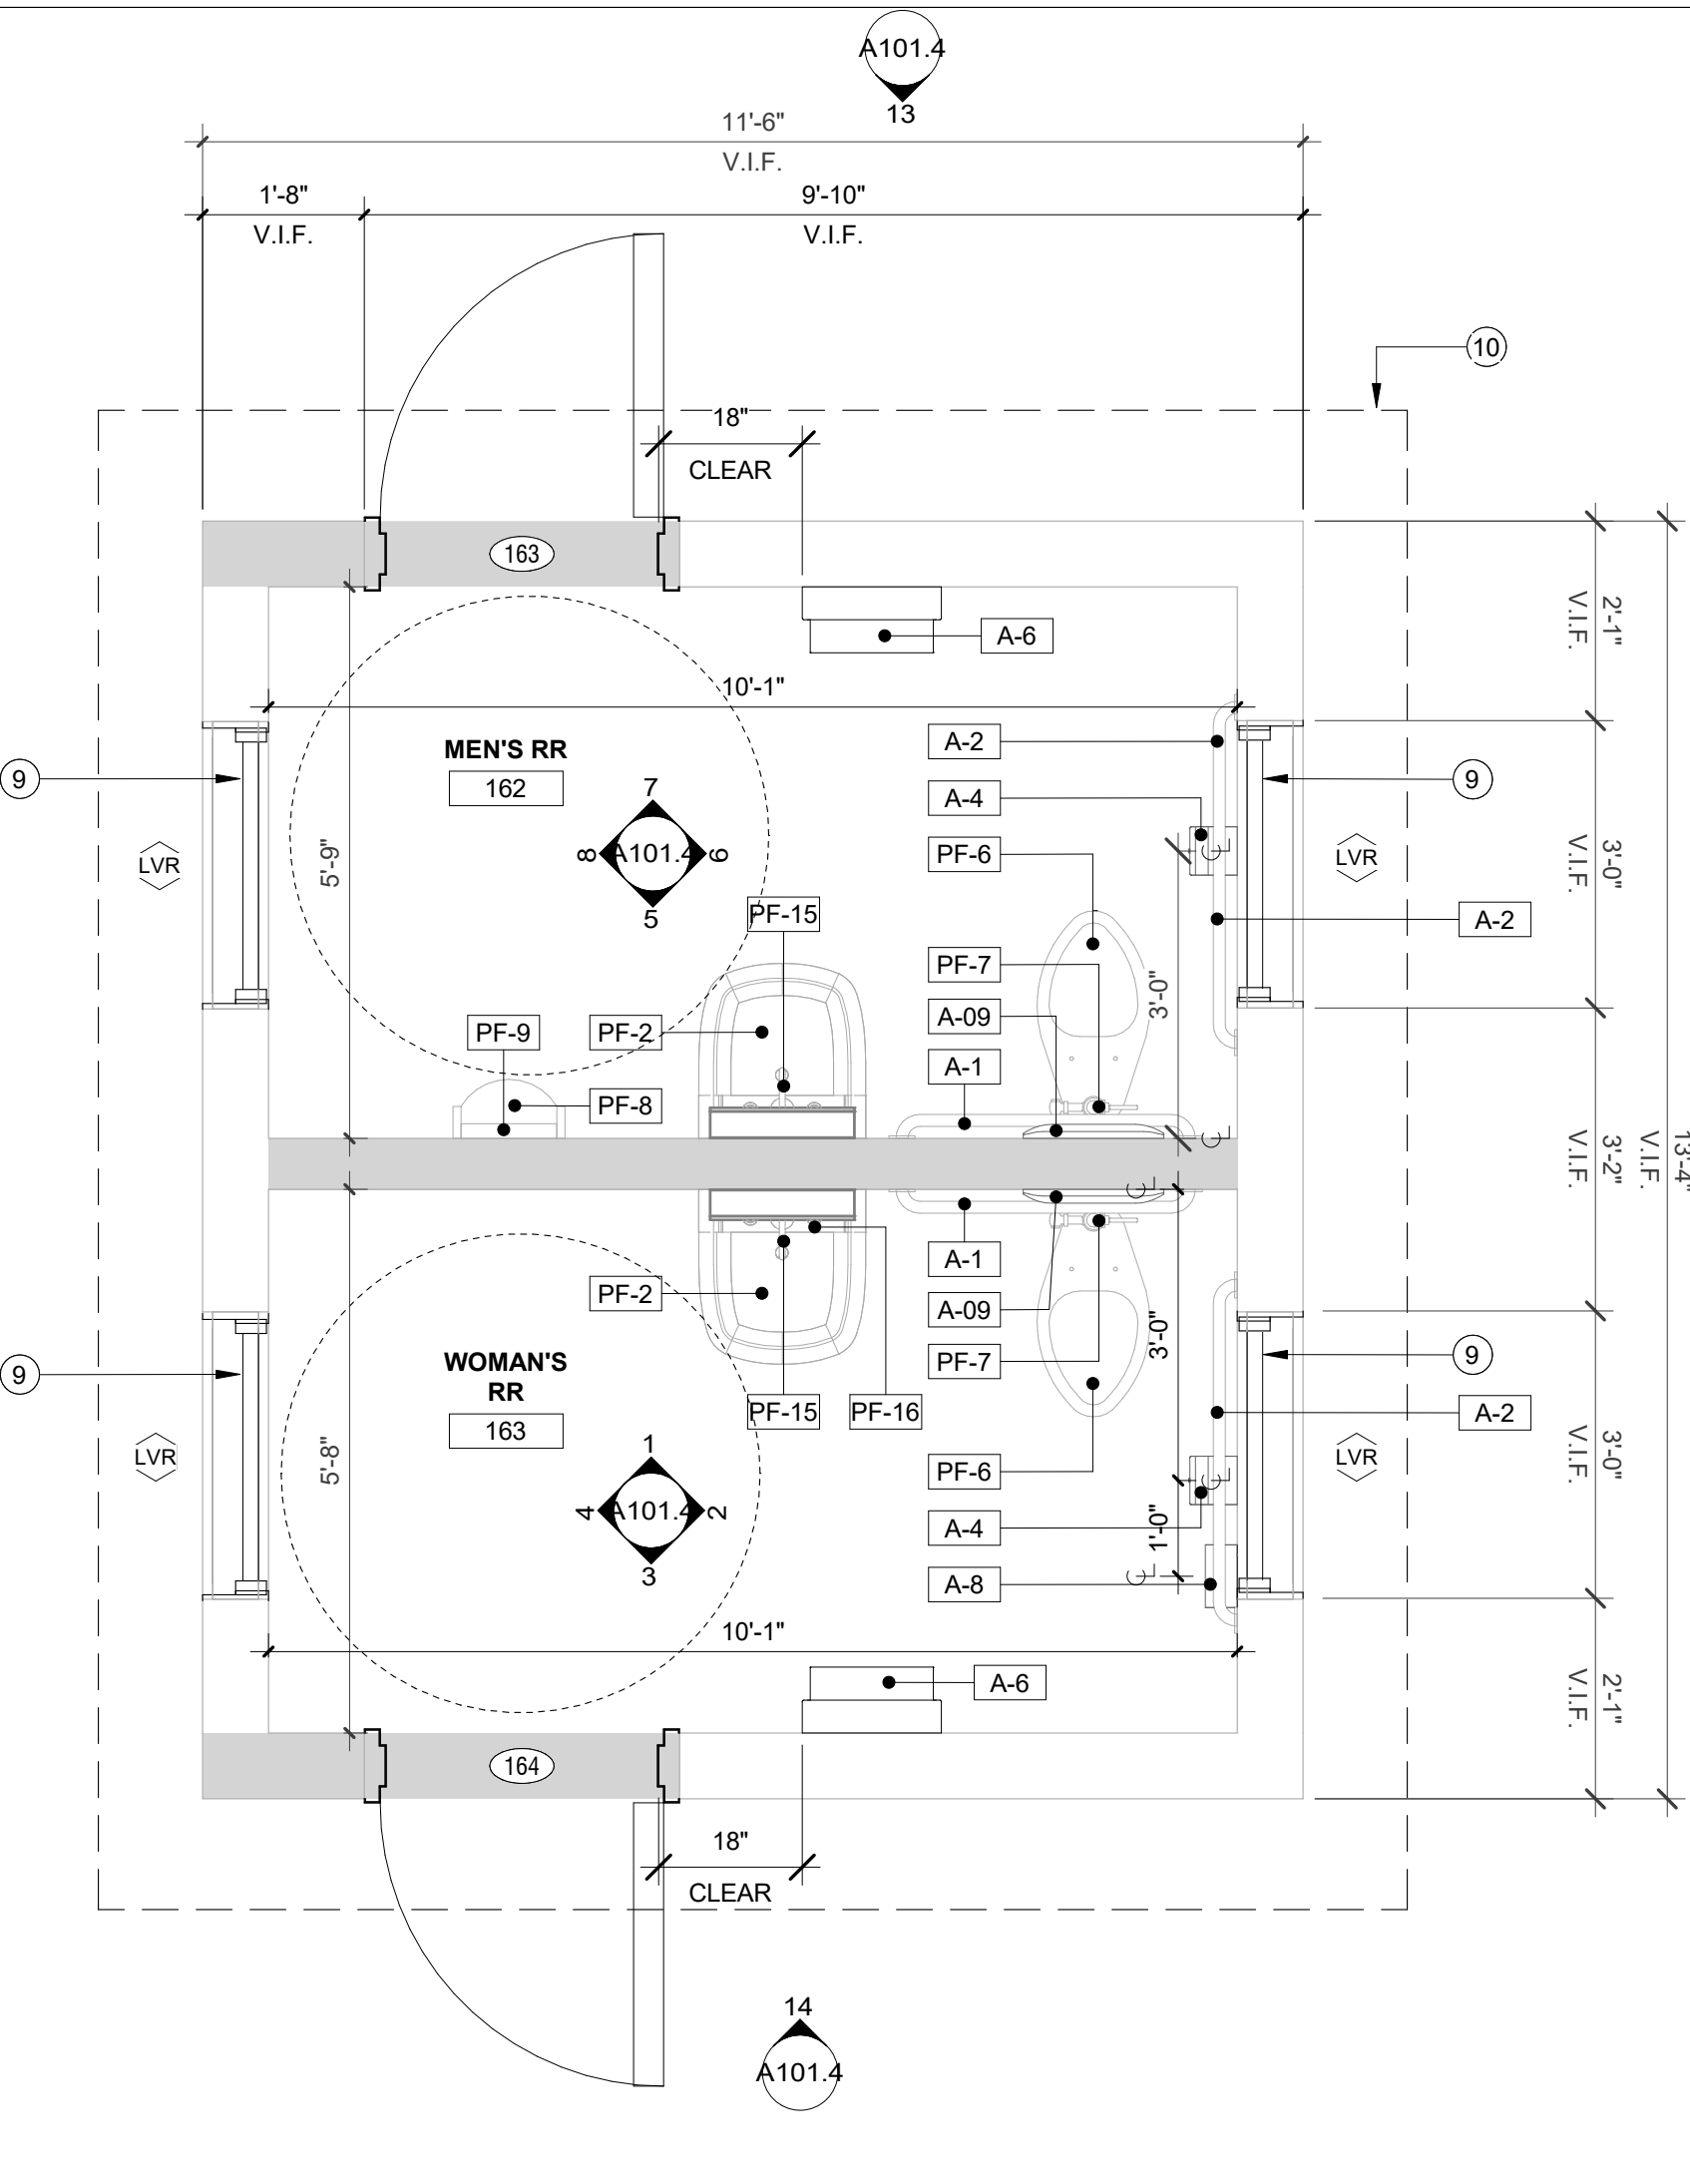 A101.4
13
11'-6"
V.I.F.
1'-8"
V.I.F.
9'-10"
V.I.F.
10
18"
CLEAR
163
2'-1"
V.I.F.
A-6
10'-1"
MEN'S RR
162
A-2
9
9
A-4
7
8
A101.4
6
5
PF-6
LVR
LVR
5'-9"
3'-0"
V.I.F.
PF-15
A-2
PF-7
3'-0"
A-09
PF-9
PF-2
A-1
PF-8
3'-2"
V.I.F.
13'-4"
V.I.F.
A-1
PF-2
A-09
PF-7
3'-0"
9
9
WOMAN'S
RR
163
PF-15
PF-16
A-2
1
4
A101.4
2
3
LVR
LVR
5'-8"
3'-0"
V.I.F.
PF-6
A-4
1'-0"
A-8
10'-1"
A-6
2'-1"
V.I.F.
164
18"
CLEAR
14
A101.4